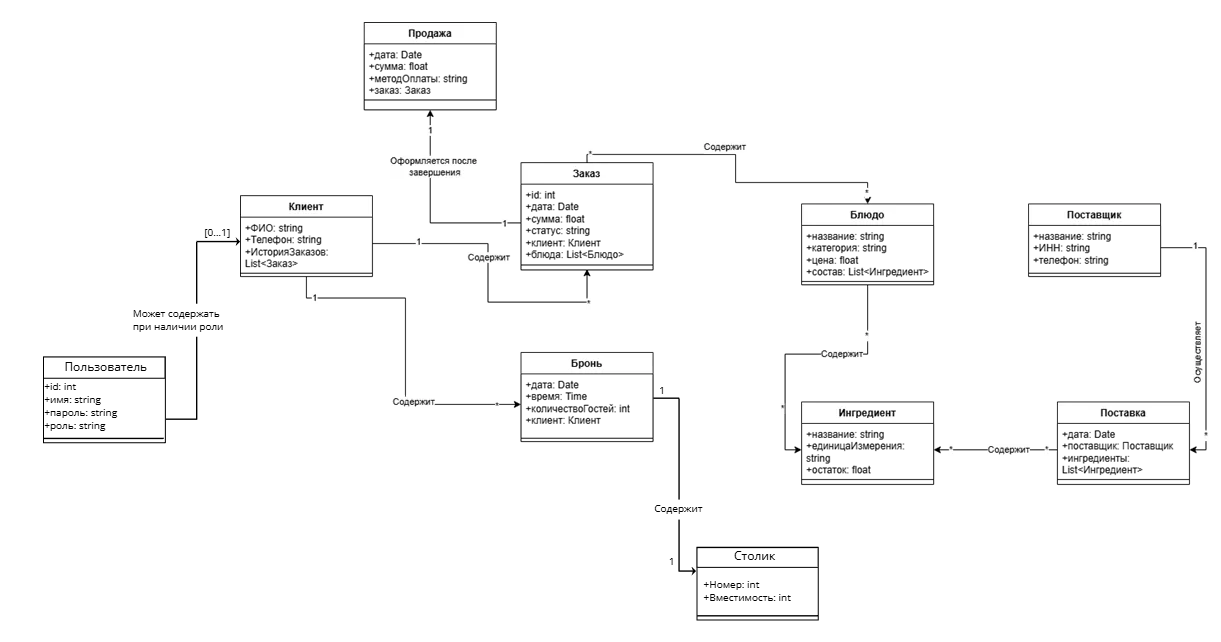 Продажа
+дата: Date
+сумма: float
+методОплаты: string
+заказ: Заказ
1
Оформляется после
завершения
1
Заказ
+id: int
+дата: Date
+сумма: float
+статус: string
+клиент: Клиент
+блюда: List<Блюдо>
*
Содержит
*
Клиент
+ФИО: string
+Телефон: string
+ИсторияЗаказов:
List<Заказ>
[0...1]
1
Содержит
*
Блюдо
+название: string
+категория: string
+цена: float
+состав: List<Ингредиент>
Поставщик
+название: string
+ИНН: string
+телефон: string
1
Осуществляет
*
Может содержать
при наличии роли
Пользователь
+id: int
+имя: string
+пароль: string
+роль: string
1
Содержит
*
Бронь
+дата: Date
+время: Time
+количествоГостей: int
+клиент: Клиент
*
Содержит
*
Ингредиент
+название: string
+единицаИзмерения:
string
+остаток: float
*
Содержит
*
Поставка
+дата: Date
+поставщик: Поставщик
+ингредиенты:
List<Ингредиент>
1
Содержит
1
Столик
+Номер: int
+Вместимость: int